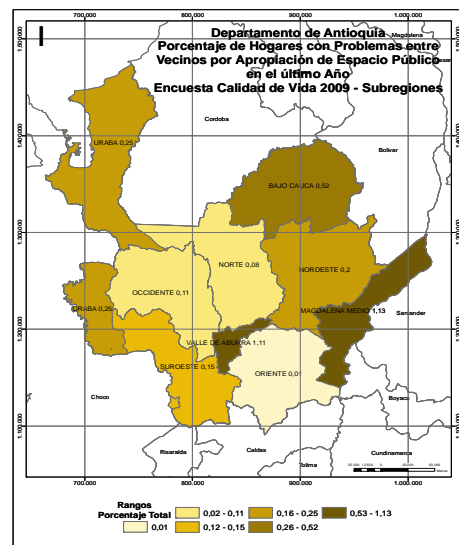 700.000 800.000 900.000 1.000.000
I
Departamento de Antioquia
Porcentaje de Hogares con Problemas entre
Vecinos por Apropiación de Espacio Público
en el último Año
Encuesta Calidad de Vida 2009 - Subregiones
Magdalena
Cordoba
Bolivar
URABA 0,25
BAJO CAUCA 0,52
NORTE 0,08
NORDESTE 0,2
OCCIDENTE 0,11
URABA 0,25
MAGDALENA MEDIO 1,13
Santander
VALLE DE ABURRA 1,11
SUROESTE 0,15
ORIENTE 0,01
Choco
Boyaca
Risaralda
Caldas
Tolima
Cundinamarca
1.500.000
1.400.000
1.300.000
1.200.000
1.100.000
700.000 800.000 900.000 1.000.000
Rangos
Porcentaje Total
0,01
0,02 - 0,11
0,12 - 0,15
0,16 - 0,25
0,26 - 0,52
0,53 - 1,13